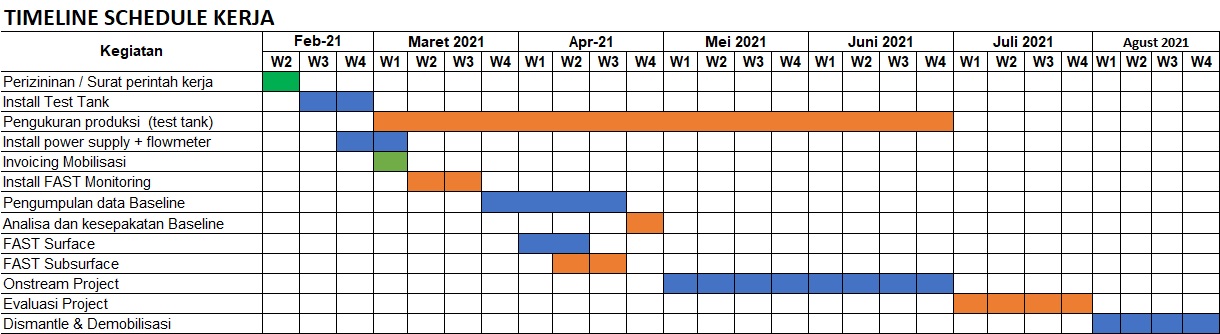 TIMELINE SCHEDULE KERJA
Kegiatan Feb-21 Maret 2021 Apr-21 Mei 2021 Juni 2021 Juli 2021 Agust 2021
W2 W3 W4 W1 W2 W3 W4 W1 W2 W3 W4 W1 W2 W3 W4 W1 W2 W3 W4 W1 W2 W3 W4 W1 W2 W3 W4
Perizininan / Surat perintah kerja
Install Test Tank
Pengukuran produksi (test tank)
Install power supply + flowmeter
Invoicing Mobilisasi
Install FAST Monitoring
Pengumpulan data Baseline
Analisa dan kesepakatan Baseline
FAST Surface
FAST Subsurface
Onstream Project
Evaluasi Project
Dismantle & Demobilisasi